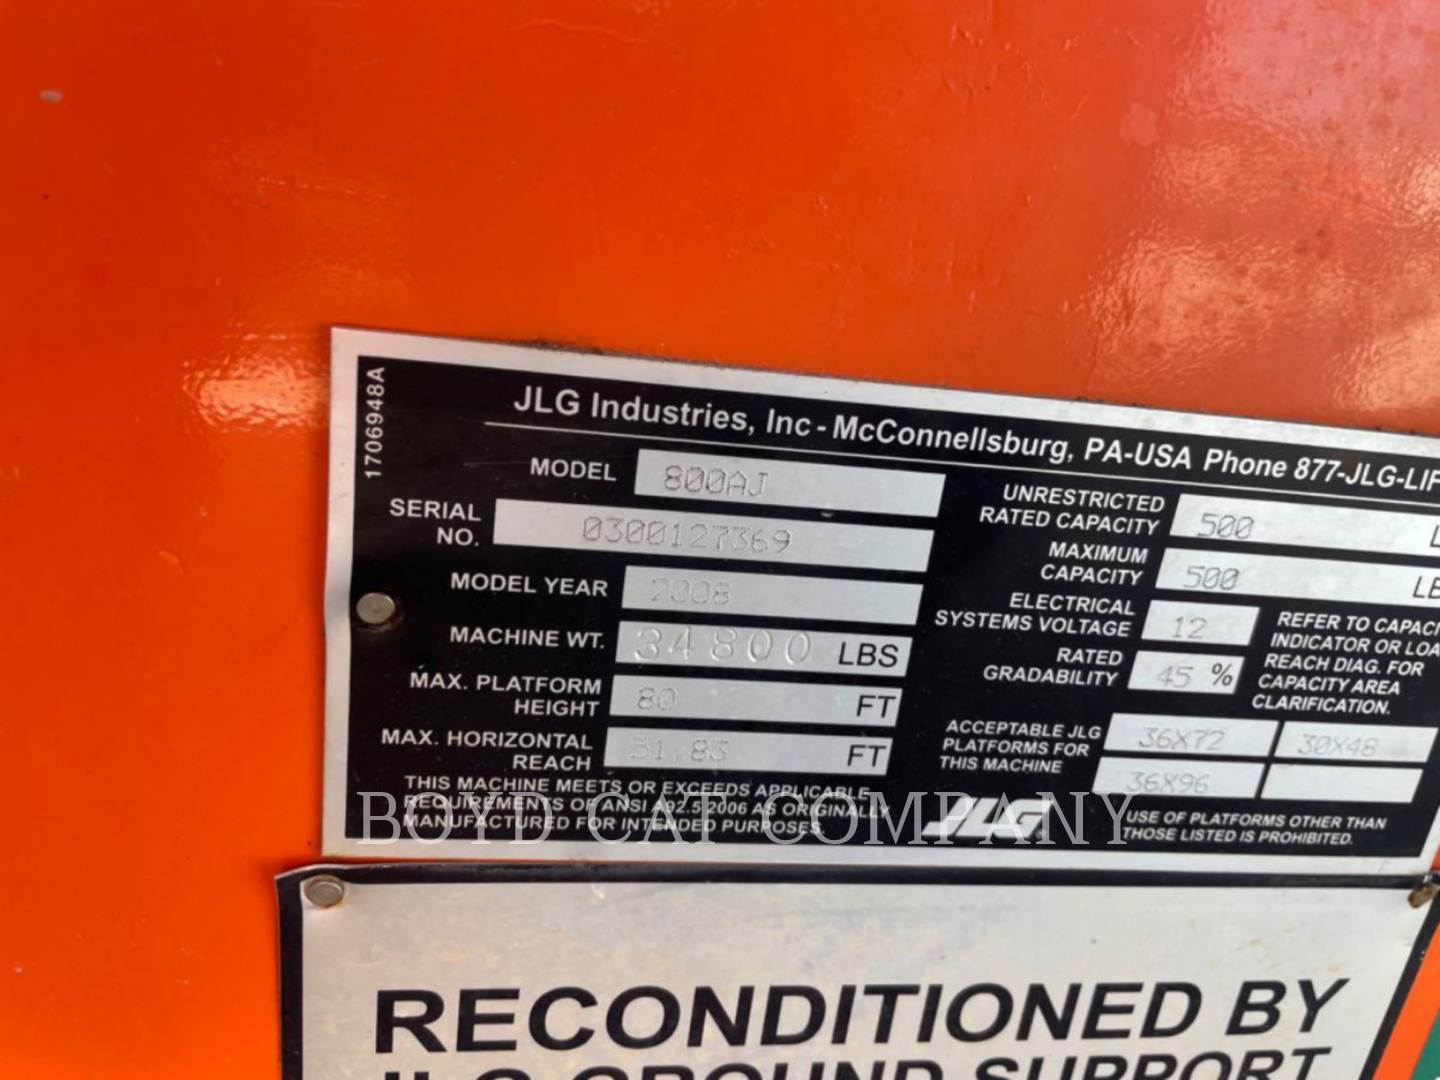 1706948A
JLG Industries, Inc - McConnellsburg, PA-USA Phone 877-JLG-LIF
MODEL 800AJ
SERIAL NO. 0300127369
MODEL YEAR 2008
MACHINE WT. 34800 LBS
MAX. PLATFORM HEIGHT 80 FT
MAX. HORIZONTAL REACH 51.83 FT
THIS MACHINE MEETS OR EXCEEDS APPLICABLE
REQUIREMENTS OF ANSI A92.5-2006 AS ORIGINALLY
MANUFACTURED FOR INTENDED PURPOSES.
UNRESTRICTED RATED CAPACITY 500 L
MAXIMUM CAPACITY 500 LB
ELECTRICAL SYSTEMS VOLTAGE 12
RATED GRADABILITY 45 %
REFER TO CAPACI
INDICATOR OR LOA
REACH DIAG. FOR
CAPACITY AREA
CLARIFICATION.
ACCEPTABLE JLG
PLATFORMS FOR
THIS MACHINE
36X72 30X48
36X96
JLG
USE OF PLATFORMS OTHER THAN
THOSE LISTED IS PROHIBITED.
BOYD CAT COMPANY
RECONDITIONED BY
JLG GROUND SUPPORT